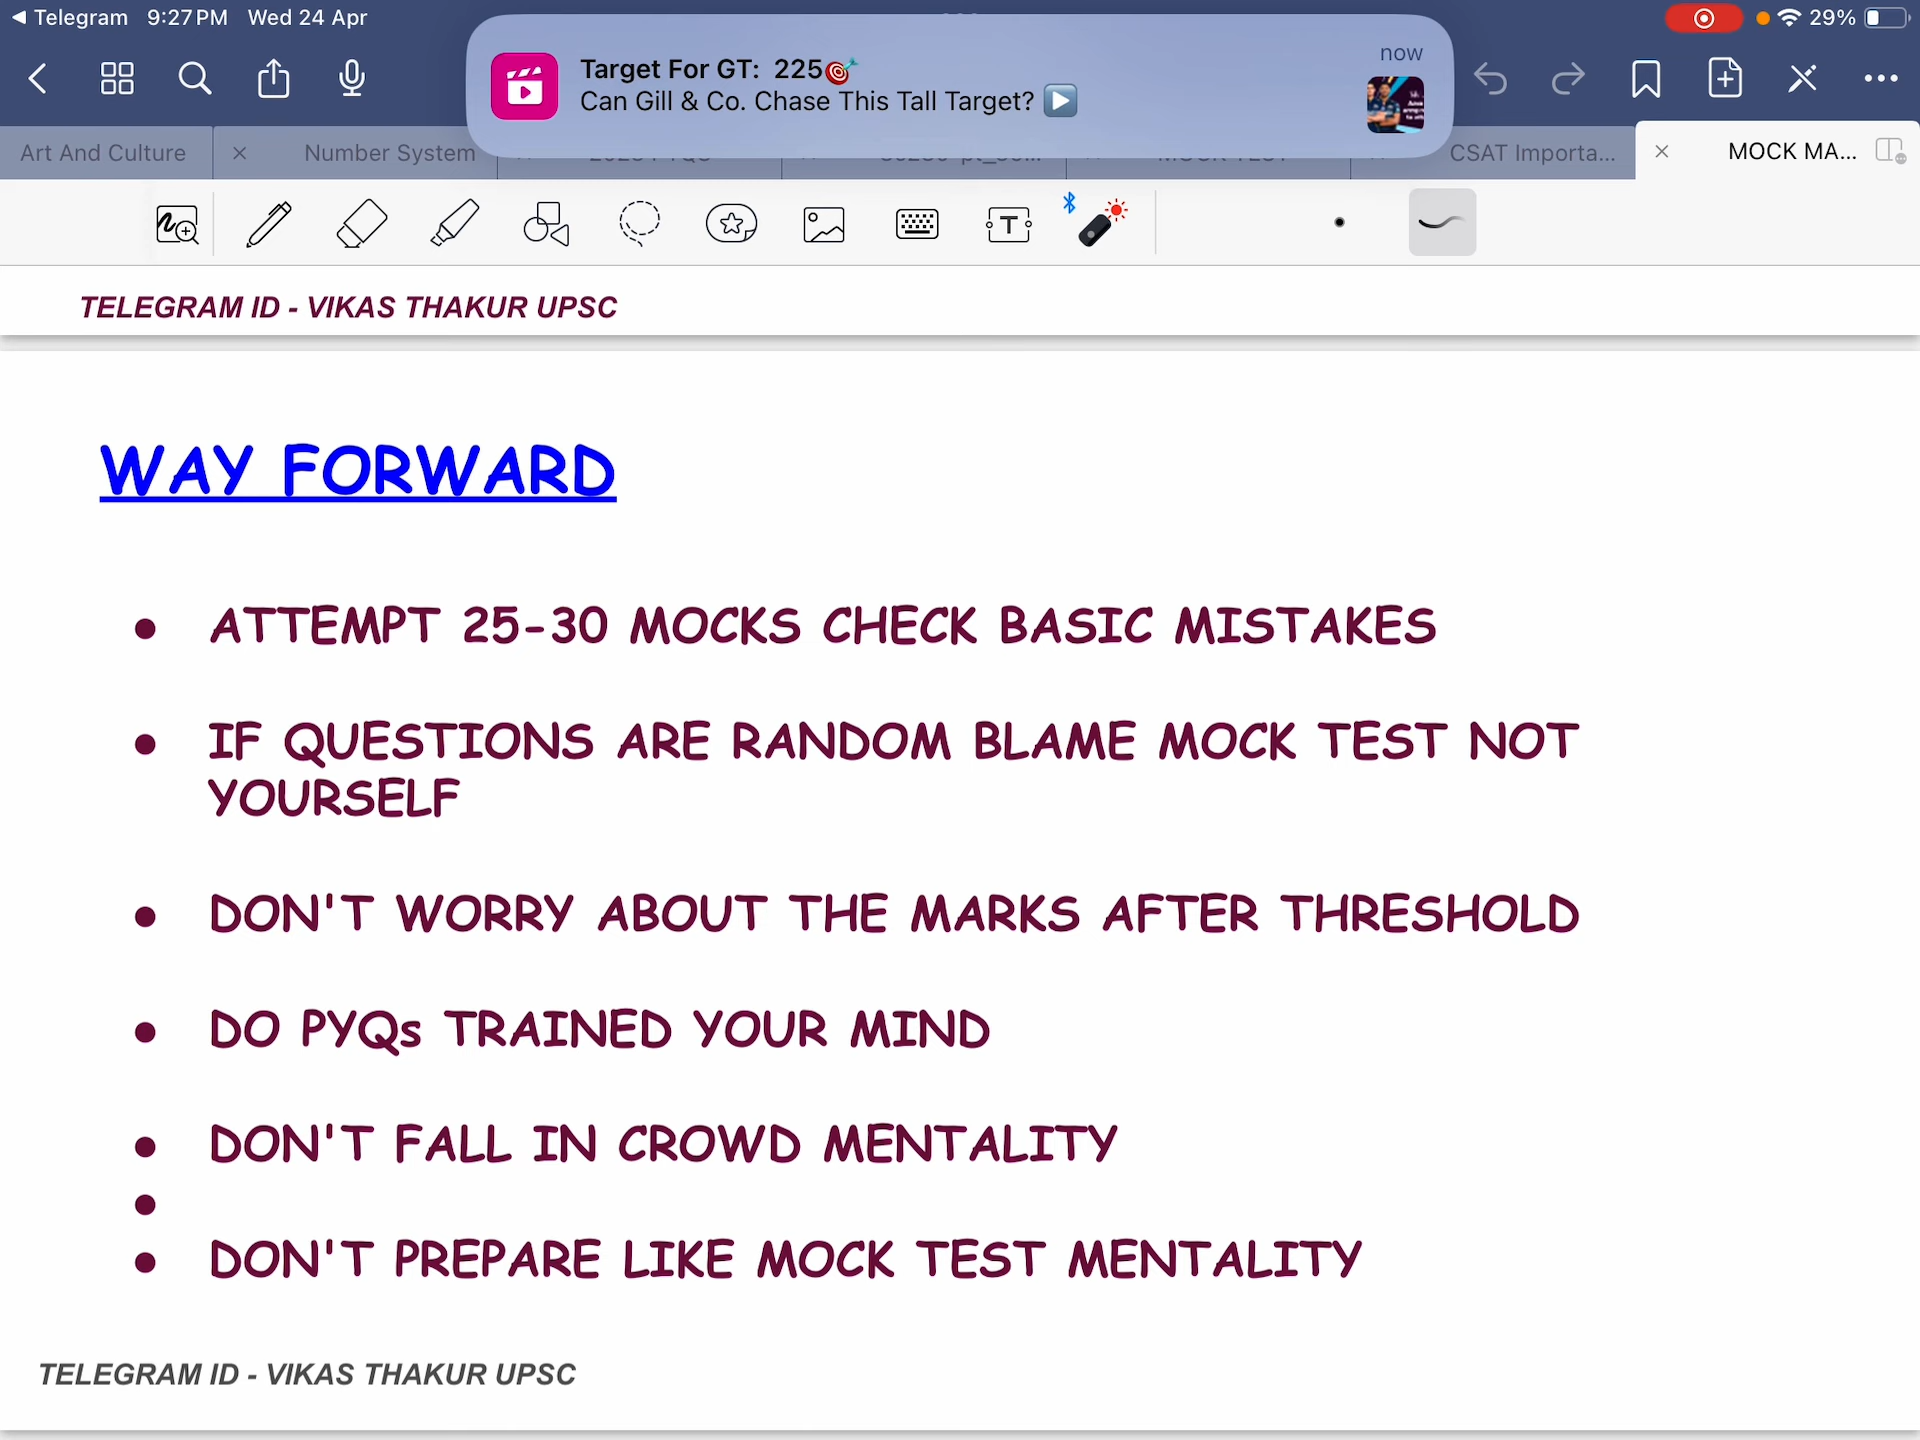 Telegram 9:27 PM Wed 24 Apr
29%
Target For GT: 225🎯
now
Can Gill & Co. Chase This Tall Target? ▶️
Art And Culture
Number System
CSAT Importa...
MOCK MA...
T
TELEGRAM ID - VIKAS THAKUR UPSC
WAY FORWARD
• ATTEMPT 25-30 MOCKS CHECK BASIC MISTAKES
• IF QUESTIONS ARE RANDOM BLAME MOCK TEST NOT
YOURSELF
• DON'T WORRY ABOUT THE MARKS AFTER THRESHOLD
• DO PYQs TRAINED YOUR MIND
• DON'T FALL IN CROWD MENTALITY
•
• DON'T PREPARE LIKE MOCK TEST MENTALITY
TELEGRAM ID - VIKAS THAKUR UPSC